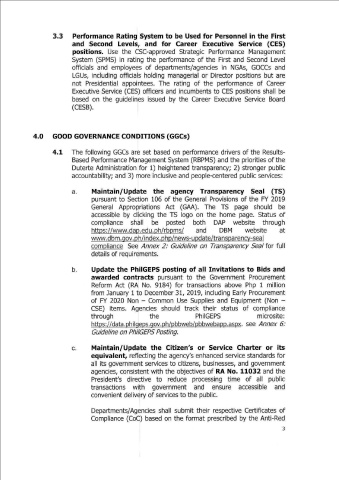 3.3 Performance Rating System to be Used for Personnel in the First
and Second Levels, and for Career Executive Service (CES)
positions. Use the CSC-approved Strategic Performance Management
System (SPMS) in rating the performance of the First and Second Level
officials and employees of departments/agencies in NGAs, GOCCs and
LGUs, including officials holding managerial or Director positions but are
not Presidential appointees. The rating of the performance of Career
Executive Service (CES) officers and incumbents to CES positions shall be
based on the guidelines issued by the Career Executive Service Board
(CESB).
4.0 GOOD GOVERNANCE CONDITIONS (GGCs)
4.1 The following GGCs are set based on performance drivers of the Results-
Based Performance Management System (RBPMS) and the priorities of the
Duterte Administration for 1) heightened transparency; 2) stronger public
accountability; and 3) more inclusive and people-centered public services:
a. Maintain/Update the agency Transparency Seal (TS)
pursuant to Section 106 of the General Provisions of the FY 2019
General Appropriations Act (GAA). The TS page should be
accessible by clicking the TS logo on the home page. Status of
compliance shall be posted both DAP website through
https://www.dap.edu.ph/rbpms/ and DBM website at
www.dbm.gov.ph/index.php/news-update/transparency-seal
compliance See Annex 2: Guideline on Transparency Seal for full
details of requirements.
b. Update the PhilGEPS posting of all Invitations to Bids and
awarded contracts pursuant to the Government Procurement
Reform Act (RA No. 9184) for transactions above Php 1 million
from January 1 to December 31, 2019, including Early Procurement
of FY 2020 Non – Common Use Supplies and Equipment (Non –
CSE) items. Agencies should track their status of compliance
through the PhilGEPS microsite:
https://data.philgeps.gov.ph/pbbweb/pbbwebapp.aspx. see Annex 6:
Guideline on PhilGEPS Posting.
c. Maintain/Update the Citizen's or Service Charter or its
equivalent, reflecting the agency's enhanced service standards for
all its government services to citizens, businesses, and government
agencies, consistent with the objectives of RA No. 11032 and the
President's directive to reduce processing time of all public
transactions with government and ensure accessible and
convenient delivery of services to the public.
Departments/Agencies shall submit their respective Certificates of
Compliance (CoC) based on the format prescribed by the Anti-Red
3